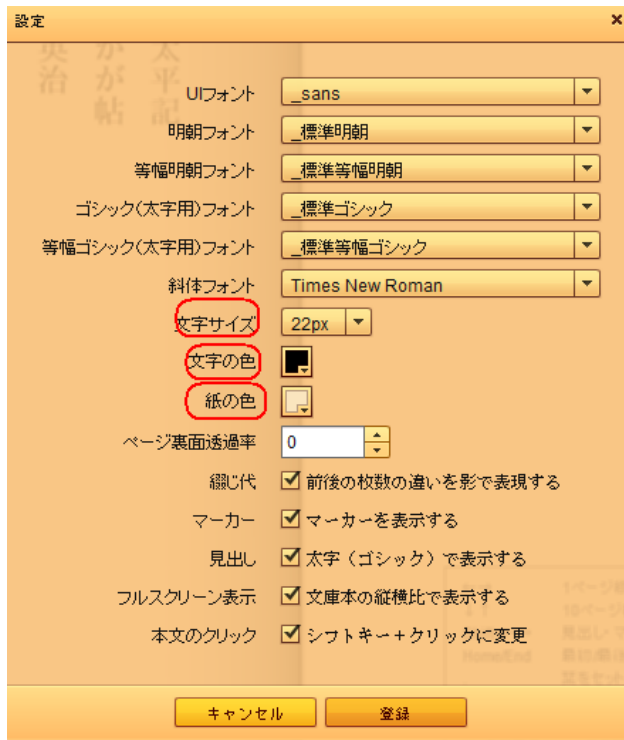 設定
×
英治
かが帖
太平記
UIフォント _sans
明朝フォント _標準明朝
等幅明朝フォント _標準等幅明朝
ゴシック(太字用)フォント _標準ゴシック
等幅ゴシック(太字用)フォント _標準等幅ゴシック
斜体フォント Times New Roman
文字サイズ 22px
文字の色
紙の色
ページ裏面透過率 0
綴じ代 前後の枚数の違いを影で表現する
マーカー マーカーを表示する
見出し 太字（ゴシック）で表示する
フルスクリーン表示 文庫本の縦横比で表示する
本文のクリック シフトキー+クリックに変更
Home/End
キャンセル 登録